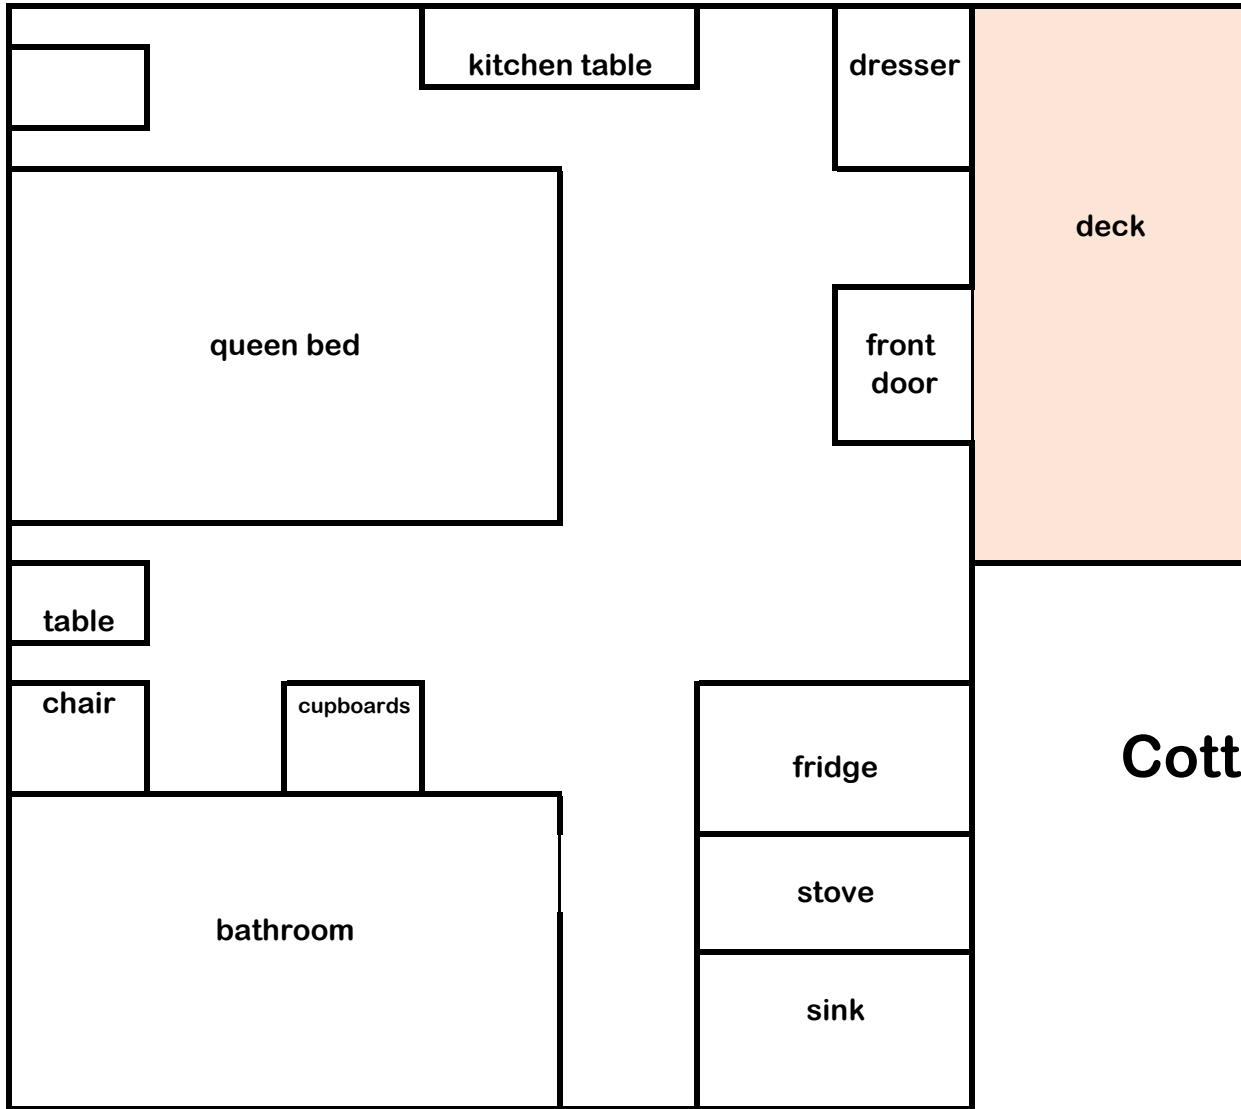 kitchen table
dresser
deck
queen bed
front
door
table
chair
cupboards
Cott
fridge
stove
bathroom
sink